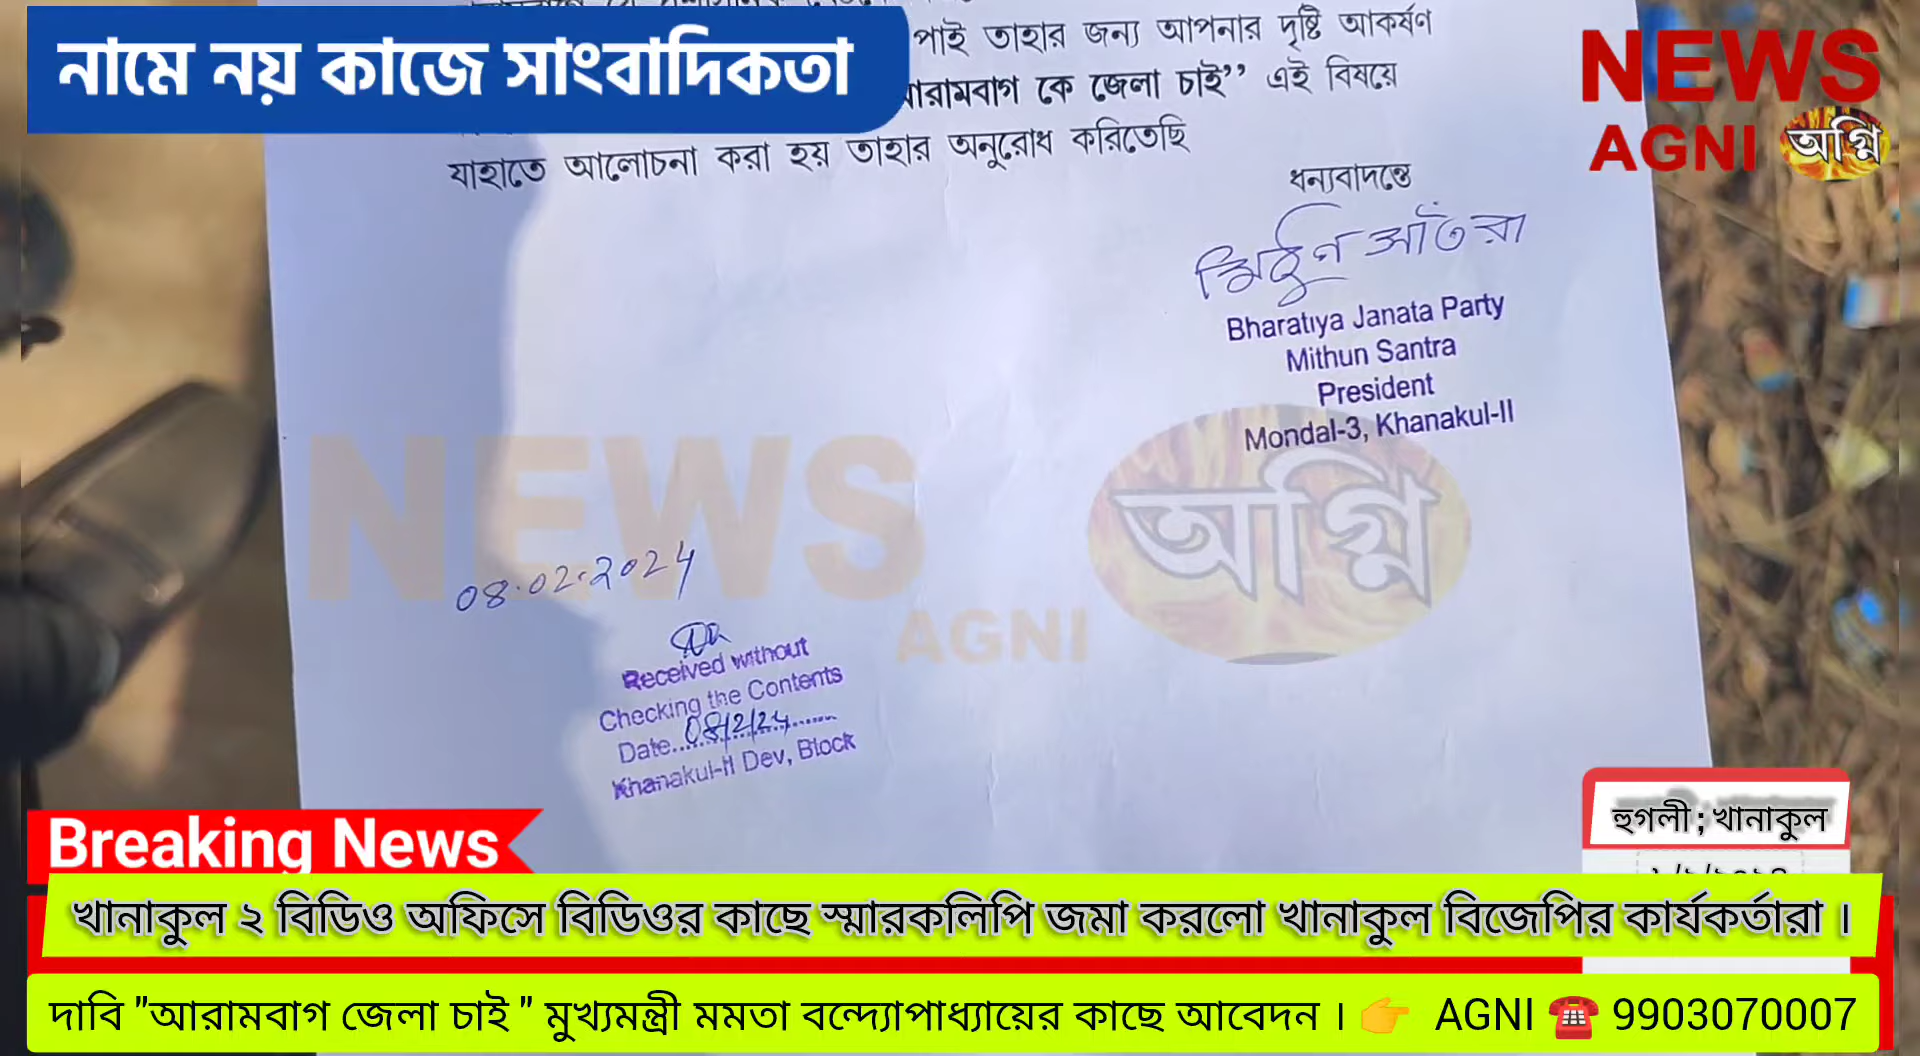 নামে নয় কাজে সাংবাদিকতা
NEWS
AGNI অগ্নি
পাই তাহার জন্য আপনার দৃষ্টি আকর্ষণ
কে জেলা চাই’’ এই বিষয়ে
যাহাতে আলোচনা করা হয় তাহার অনুরোধ করিতেছি
ধন্যবাদন্তে
মিঠুন সাঁতরা
Bharatiya Janata Party
Mithun Santra
President
Mondal-3, Khanakul-II
NEWS
AGNI অগ্নি
08.02.2024
Received without
Checking the Contents
Date...08/2/24......
Khanakul-II Dev, Block
হুগলী ; খানাকুল
Breaking News
খানাকুল ২ বিডিও অফিসে বিডিওর কাছে স্মারকলিপি জমা করলো খানাকুল বিজেপির কার্যকর্তারা ।
দাবি "আরামবাগ জেলা চাই " মুখ্যমন্ত্রী মমতা বন্দ্যোপাধ্যায়ের কাছে আবেদন । 👉 AGNI ☎️ 9903070007